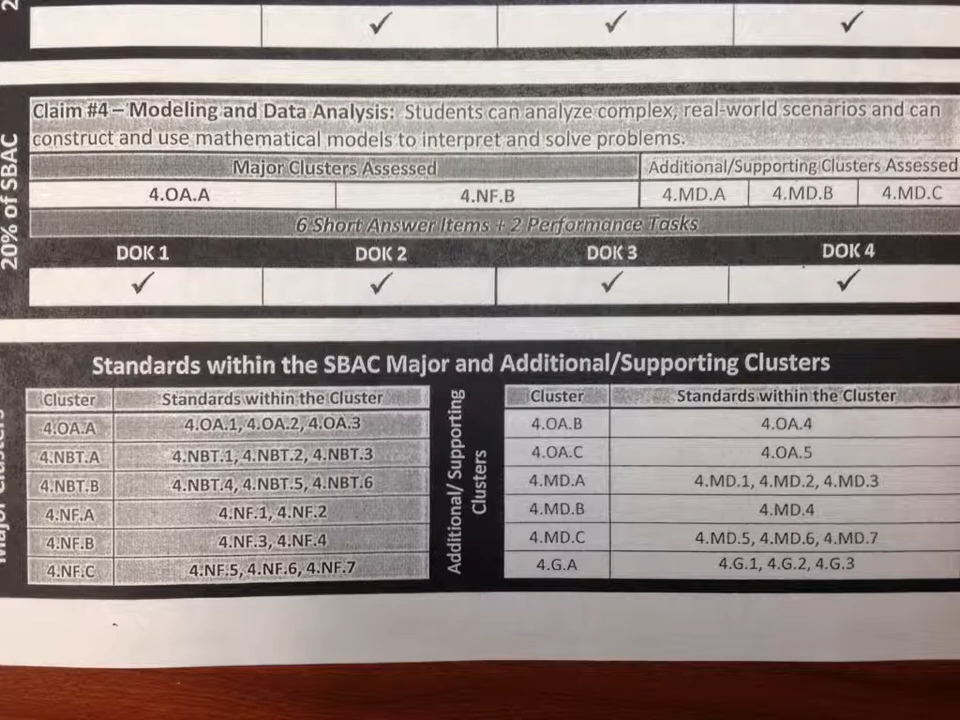 ✓ ✓ ✓
20% of SBAC
Claim #4 – Modeling and Data Analysis: Students can analyze complex, real-world scenarios and can
construct and use mathematical models to interpret and solve problems.
Major Clusters Assessed Additional/Supporting Clusters Assessed
4.OA.A 4.NF.B 4.MD.A 4.MD.B 4.MD.C
6 Short Answer Items + 2 Performance Tasks
DOK 1 DOK 2 DOK 3 DOK 4
✓ ✓ ✓ ✓
Standards within the SBAC Major and Additional/Supporting Clusters
Major Clusters
Cluster Standards within the Cluster
4.OA.A 4.OA.1, 4.OA.2, 4.OA.3
4.NBT.A 4.NBT.1, 4.NBT.2, 4.NBT.3
4.NBT.B 4.NBT.4, 4.NBT.5, 4.NBT.6
4.NF.A 4.NF.1, 4.NF.2
4.NF.B 4.NF.3, 4.NF.4
4.NF.C 4.NF.5, 4.NF.6, 4.NF.7
Additional/ Supporting
Clusters
Cluster Standards within the Cluster
4.OA.B 4.OA.4
4.OA.C 4.OA.5
4.MD.A 4.MD.1, 4.MD.2, 4.MD.3
4.MD.B 4.MD.4
4.MD.C 4.MD.5, 4.MD.6, 4.MD.7
4.G.A 4.G.1, 4.G.2, 4.G.3